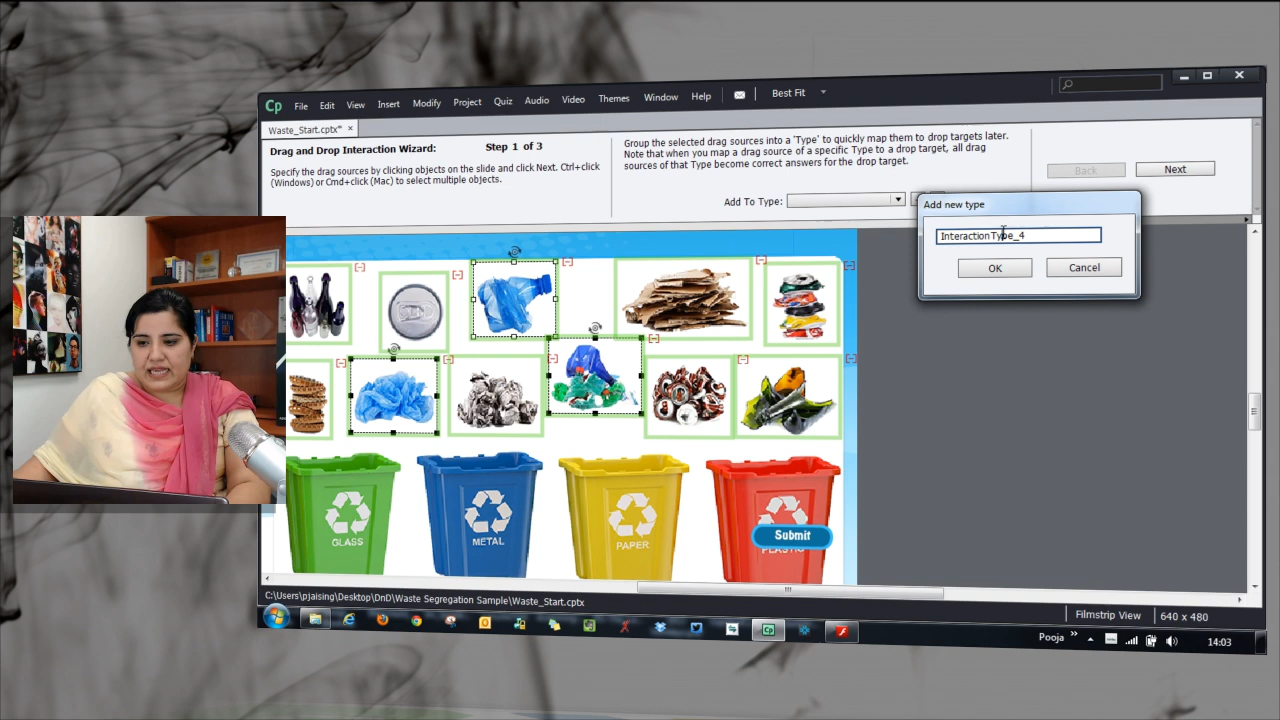 Cp File Edit View Insert Modify Project Quiz Audio Video Themes Window Help Best Fit
Waste_Start.cptx* ×
Drag and Drop Interaction Wizard: Step 1 of 3
Specify the drag sources by clicking objects on the slide and click Next. Ctrl+click
(Windows) or Cmd+click (Mac) to select multiple objects.
Group the selected drag sources into a 'Type' to quickly map them to drop targets later.
Note that when you map a drag source of a specific Type to a drop target, all drag
sources of that Type become correct answers for the drop target.
Add To Type:
Back
Next
Add new type
InteractionType_4
OK
Cancel
GLASS
METAL
PAPER
PLASTIC
Submit
C:\Users\pjaising\Desktop\DnD\Waste Segregation Sample\Waste_Start.cptx
Filmstrip View 640 x 480
Pooja
14:03